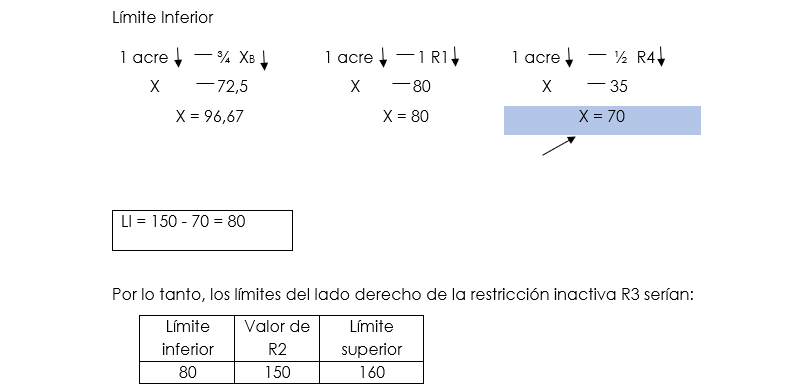 Límite Inferior
1 acre ↓ — ¾ XB ↓
X — 72,5
X = 96,67
1 acre ↓ — 1 R1 ↓
X — 80
X = 80
1 acre ↓ — ½ R4 ↓
X — 35
X = 70
LI = 150 - 70 = 80
Por lo tanto, los límites del lado derecho de la restricción inactiva R3 serían:
Límite inferior
Valor de R2
Límite superior
80
150
160